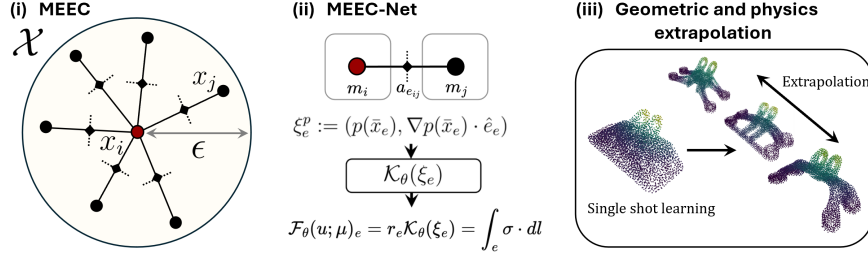 (i) MEEC
𝒳
x_j
x_i
ϵ
(ii) MEEC-Net
m_i a_{e_{ij}} m_j
ξ_e^p := (p(x̄_e), ∇p(x̄_e) · ê_e)
𝒦_θ(ξ_e)
ℱ_θ(u; μ)_e = r_e 𝒦_θ(ξ_e) = ∫_e σ · dl
(iii) Geometric and physics
extrapolation
Extrapolation
Single shot learning